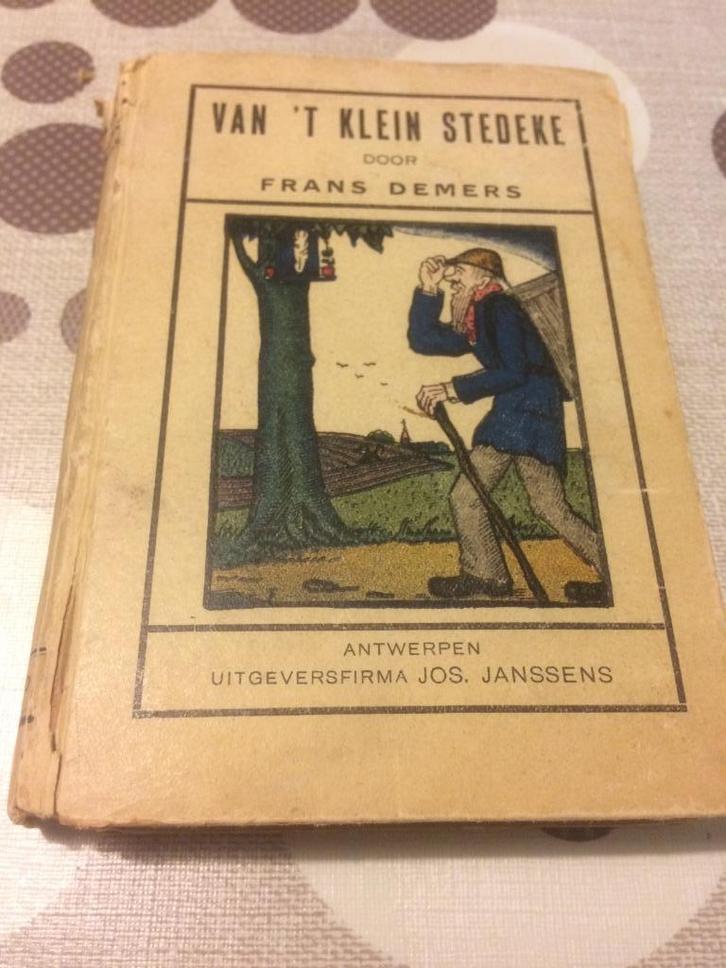 VAN 'T KLEIN STEDEKE
DOOR
FRANS DEMERS
ANTWERPEN
UITGEVERSFIRMA JOS. JANSSENS